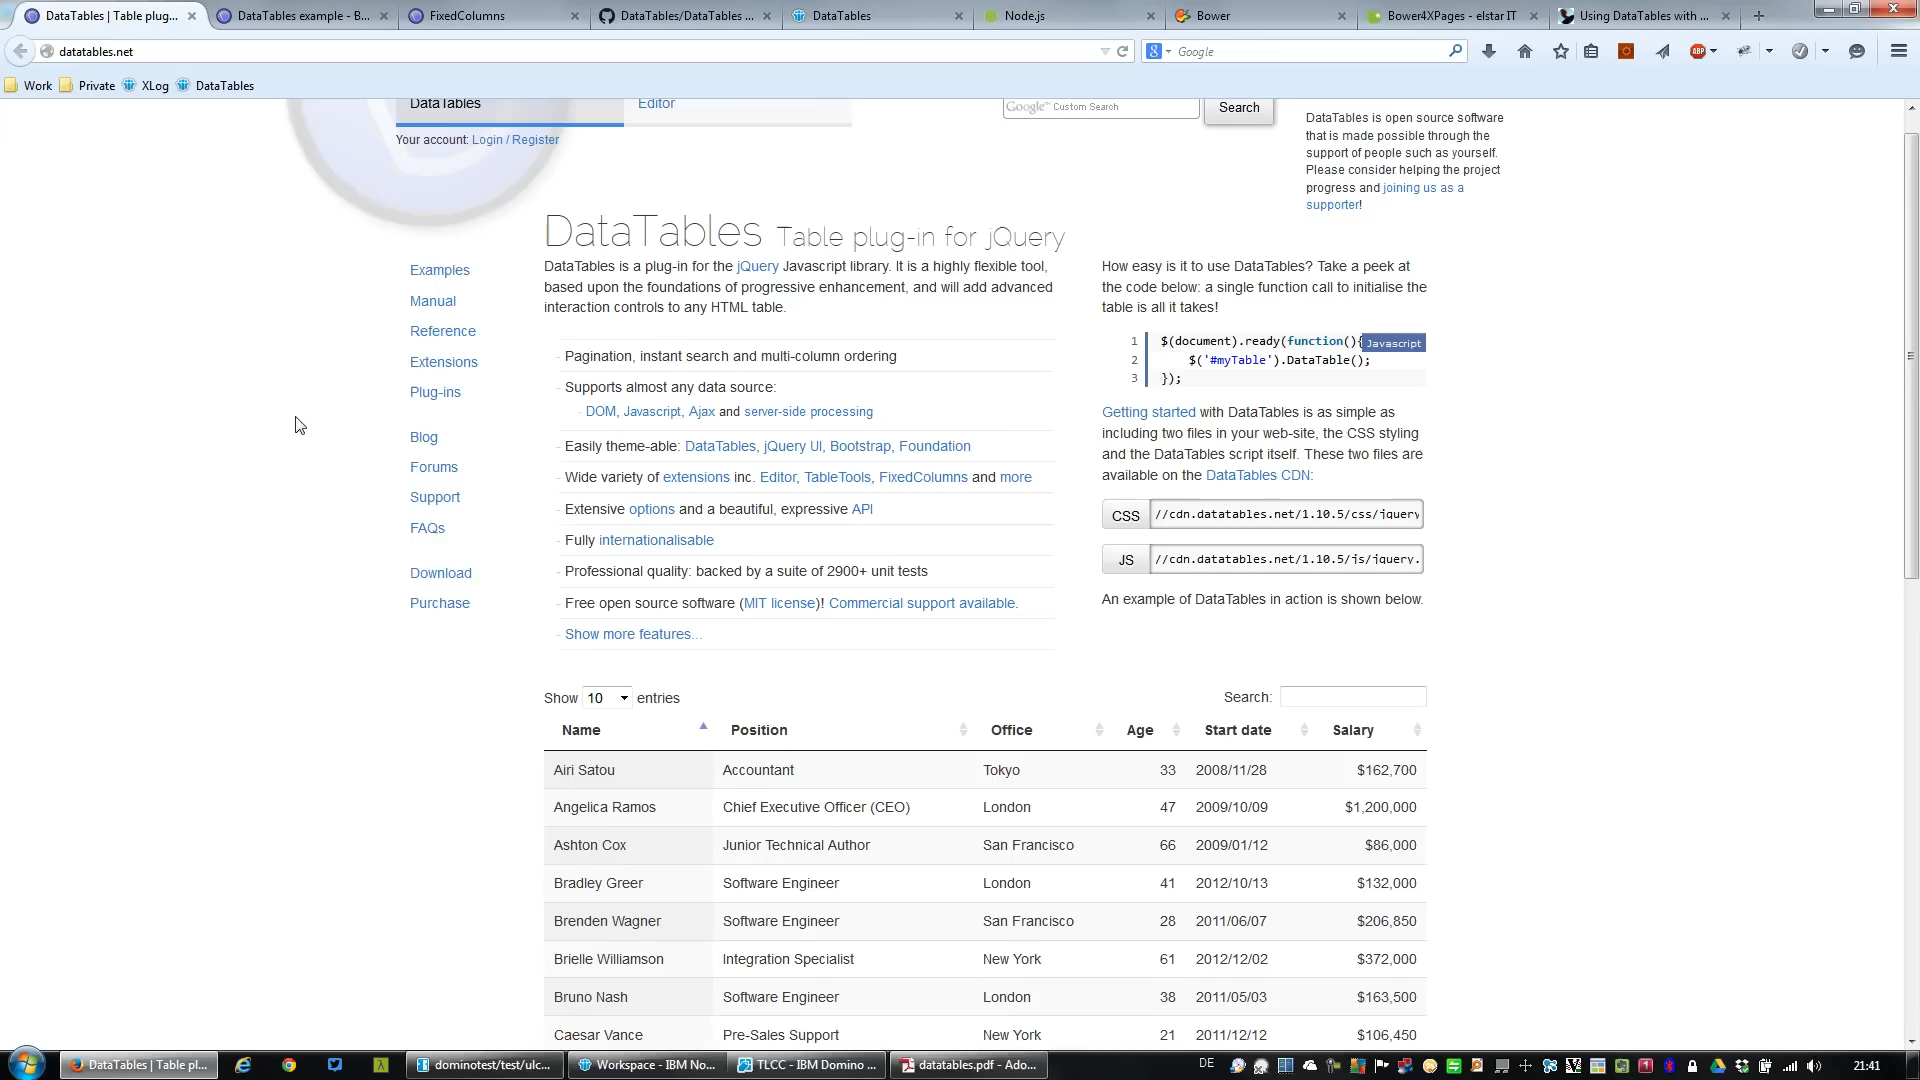 DataTables | Table plug...
DataTables example - B...
FixedColumns
DataTables/DataTables ...
DataTables
Node.js
Bower
Bower4XPages - elstar IT
Using DataTables with ...
datatables.net
Google
Work
Private
XLog
DataTables
DataTables
Editor
Google™ Custom Search
Search
Your account: Login / Register
DataTables is open source software
that is made possible through the
support of people such as yourself.
Please consider helping the project
progress and joining us as a
supporter!
DataTables Table plug-in for jQuery
Examples
Manual
Reference
Extensions
Plug-ins
Blog
Forums
Support
FAQs
Download
Purchase
DataTables is a plug-in for the jQuery Javascript library. It is a highly flexible tool,
based upon the foundations of progressive enhancement, and will add advanced
interaction controls to any HTML table.
Pagination, instant search and multi-column ordering
Supports almost any data source:
DOM, Javascript, Ajax and server-side processing
Easily theme-able: DataTables, jQuery UI, Bootstrap, Foundation
Wide variety of extensions inc. Editor, TableTools, FixedColumns and more
Extensive options and a beautiful, expressive API
Fully internationalisable
Professional quality: backed by a suite of 2900+ unit tests
Free open source software (MIT license)! Commercial support available.
Show more features...
How easy is it to use DataTables? Take a peek at
the code below: a single function call to initialise the
table is all it takes!
1 $(document).ready(function(){
Javascript
2 $('#myTable').DataTable();
3 });
Getting started with DataTables is as simple as
including two files in your web-site, the CSS styling
and the DataTables script itself. These two files are
available on the DataTables CDN:
CSS //cdn.datatables.net/1.10.5/css/jquery
JS //cdn.datatables.net/1.10.5/js/jquery.
An example of DataTables in action is shown below.
Show 10 entries
Search:
Name Position Office Age Start date Salary
Airi Satou Accountant Tokyo 33 2008/11/28 $162,700
Angelica Ramos Chief Executive Officer (CEO) London 47 2009/10/09 $1,200,000
Ashton Cox Junior Technical Author San Francisco 66 2009/01/12 $86,000
Bradley Greer Software Engineer London 41 2012/10/13 $132,000
Brenden Wagner Software Engineer San Francisco 28 2011/06/07 $206,850
Brielle Williamson Integration Specialist New York 61 2012/12/02 $372,000
Bruno Nash Software Engineer London 38 2011/05/03 $163,500
Caesar Vance Pre-Sales Support New York 21 2011/12/12 $106,450
DataTables | Table pl...
dominotest/test/ulc...
Workspace - IBM No...
TLCC - IBM Domino ...
datatables.pdf - Ado...
DE
21:41